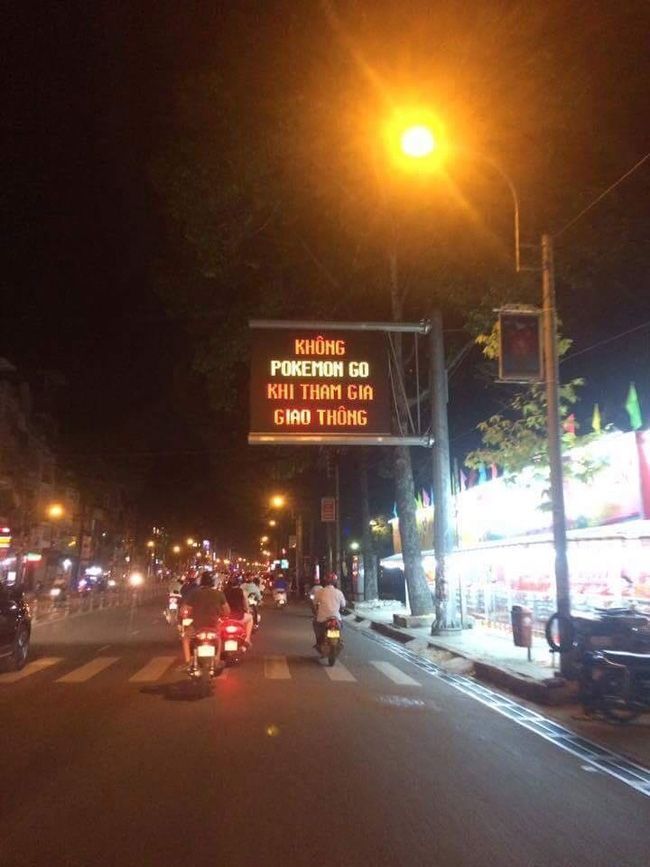 KHÔNG
POKEMON GO
KHI THAM GIA
GIAO THÔNG